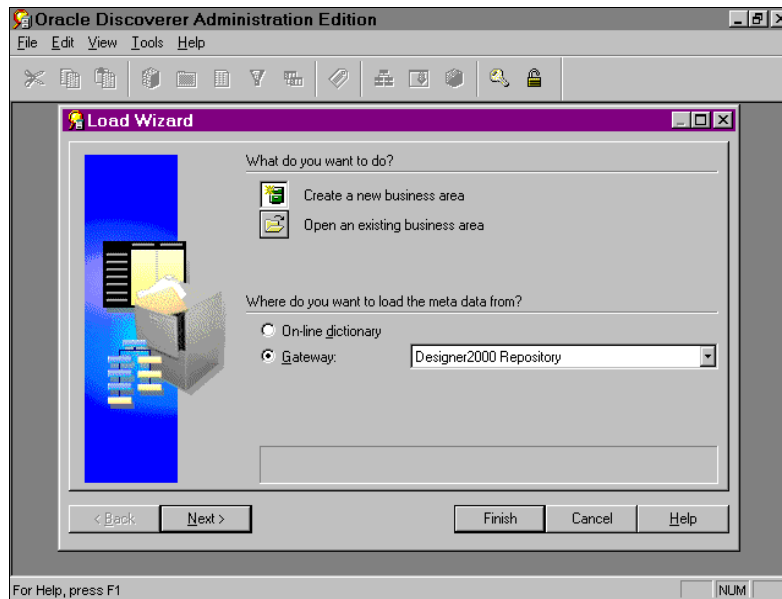 Oracle Discoverer Administration Edition
File Edit View Tools Help
Load Wizard
What do you want to do?
Create a new business area
Open an existing business area
Where do you want to load the meta data from?
On-line dictionary
Gateway: Designer2000 Repository
< Back Next > Finish Cancel Help
For Help, press F1 NUM